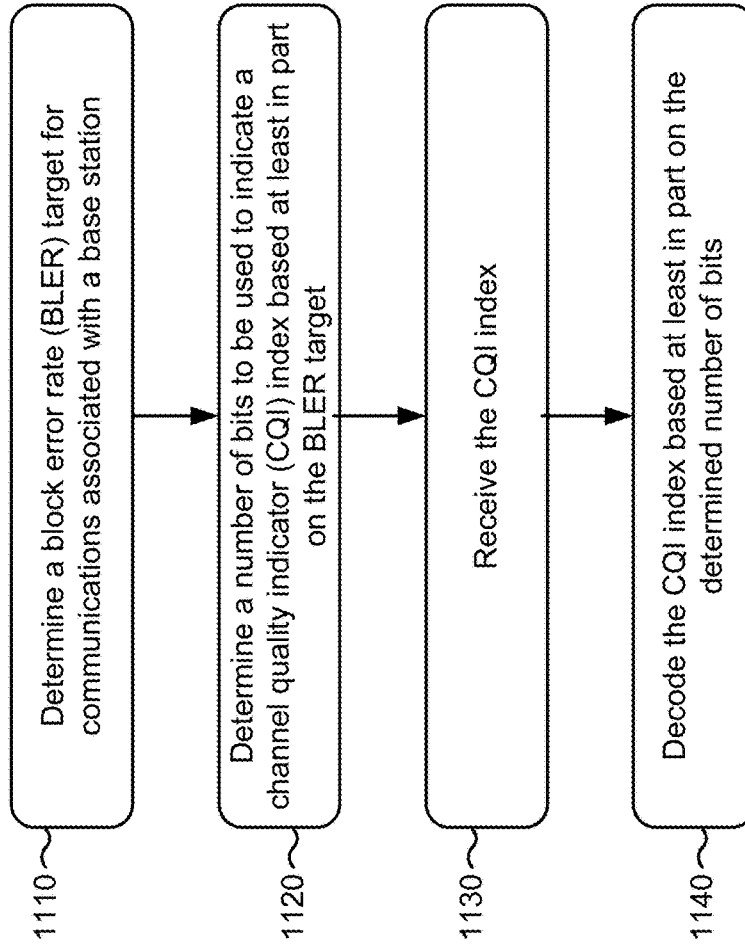 1110
Determine a block error rate (BLER) target for
communications associated with a base station
1120
Determine a number of bits to be used to indicate a
channel quality indicator (CQI) index based at least in part
on the BLER target
1130
Receive the CQI index
1140
Decode the CQI index based at least in part on the
determined number of bits